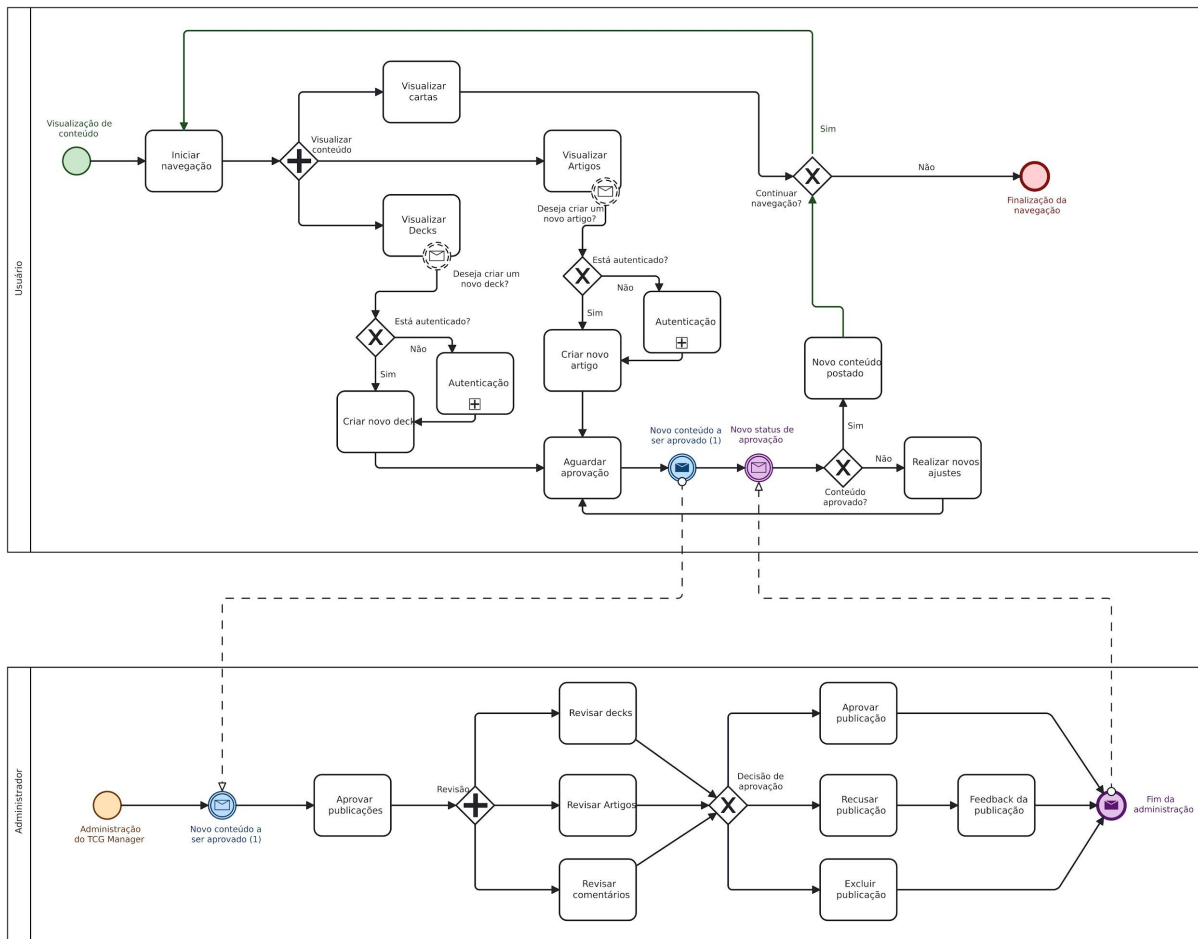 Usuário
Visualização de
conteúdo
Iniciar
navegação
Visualizar
conteúdo
Visualizar
cartas
Visualizar
Artigos
Visualizar
Decks
Deseja criar um
novo artigo?
Deseja criar um
novo deck?
Está autenticado?
Não
Sim
Autenticação
Está autenticado?
Não
Sim
Autenticação
Criar novo
artigo
Criar novo deck
Aguardar
aprovação
Novo conteúdo a
ser aprovado (1)
Novo status de
aprovação
Conteúdo
aprovado?
Sim
Não
Novo conteúdo
postado
Realizar novos
ajustes
Continuar
navegação?
Sim
Não
Finalização da
navegação
Administrador
Administração
do TCG Manager
Novo conteúdo a
ser aprovado (1)
Aprovar
publicações
Revisão
Revisar decks
Revisar Artigos
Revisar
comentários
Decisão de
aprovação
Aprovar
publicação
Recusar
publicação
Feedback da
publicação
Excluir
publicação
Fim da
administração